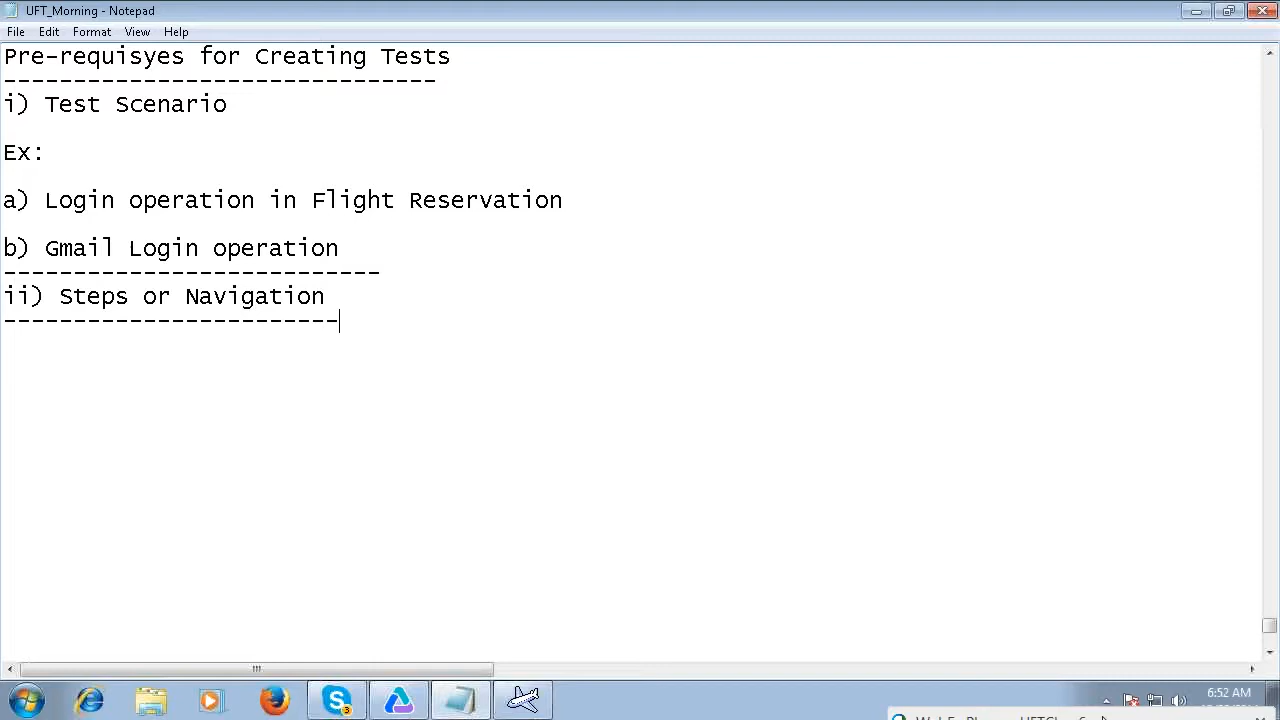 UFT_Morning - Notepad
File Edit Format View Help
Pre-requisyes for Creating Tests
-------------------------------
i) Test Scenario
Ex:
a) Login operation in Flight Reservation
b) Gmail Login operation
---------------------------
ii) Steps or Navigation
------------------------
3
6:52 AM